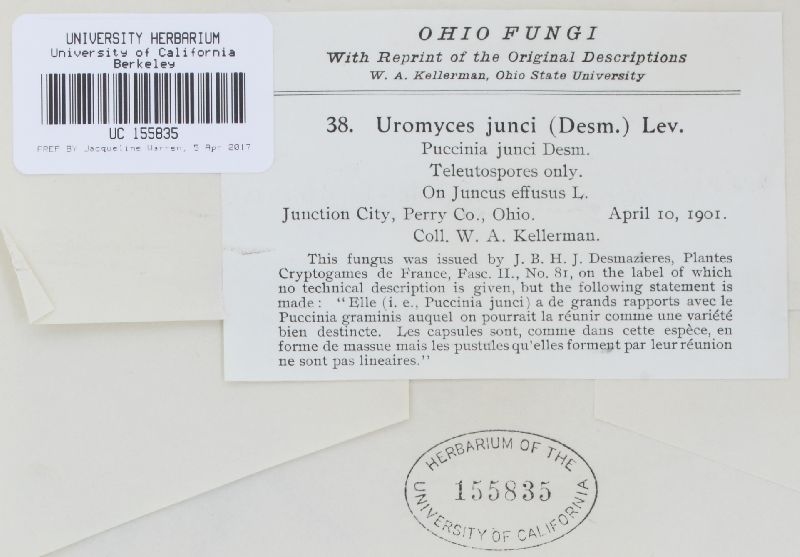 UNIVERSITY HERBARIUM
University of California
Berkeley
UC 155835
PREP BY Jacqueline Warren, 5 Apr 2017
OHIO FUNGI
With Reprint of the Original Descriptions
W. A. Kellerman, Ohio State University
38. Uromyces junci (Desm.) Lev.
Puccinia junci Desm.
Teleutospores only.
On Juncus effusus L.
Junction City, Perry Co., Ohio. April 10, 1901.
Coll. W. A. Kellerman.
This fungus was issued by J. B. H. J. Desmazieres, Plantes
Cryptogames de France, Fasc. II., No. 81, on the label of which
no technical description is given, but the following statement is
made: "Elle (i. e., Puccinia junci) a de grands rapports avec le
Puccinia graminis auquel on pourrait la réunir comme une variété
bien destincte. Les capsules sont, comme dans cette espèce, en
forme de massue mais les pustules qu'elles forment par leur réunion
ne sont pas lineaires."
HERBARIUM OF THE
155835
UNIVERSITY OF CALIFORNIA